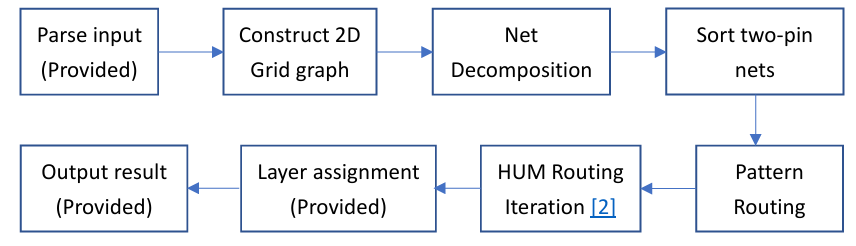 Parse input
(Provided)
Construct 2D
Grid graph
Net
Decomposition
Sort two-pin
nets
Pattern
Routing
HUM Routing
Iteration [2]
Layer assignment
(Provided)
Output result
(Provided)